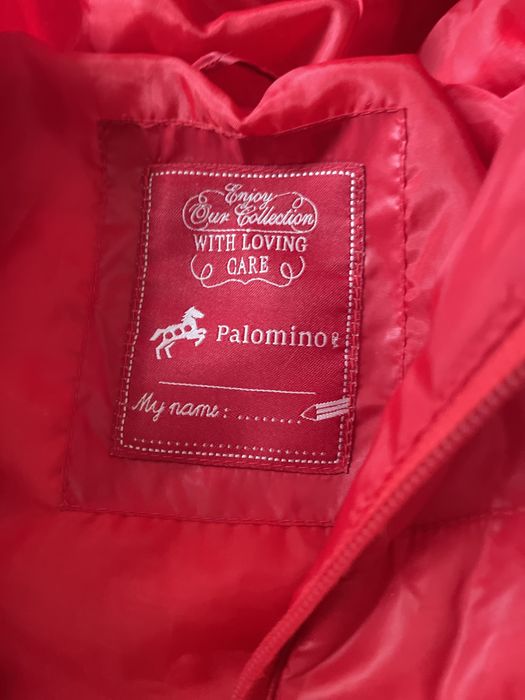 Enjoy
Our Collection
WITH LOVING
CARE
Palomino
My name: ........